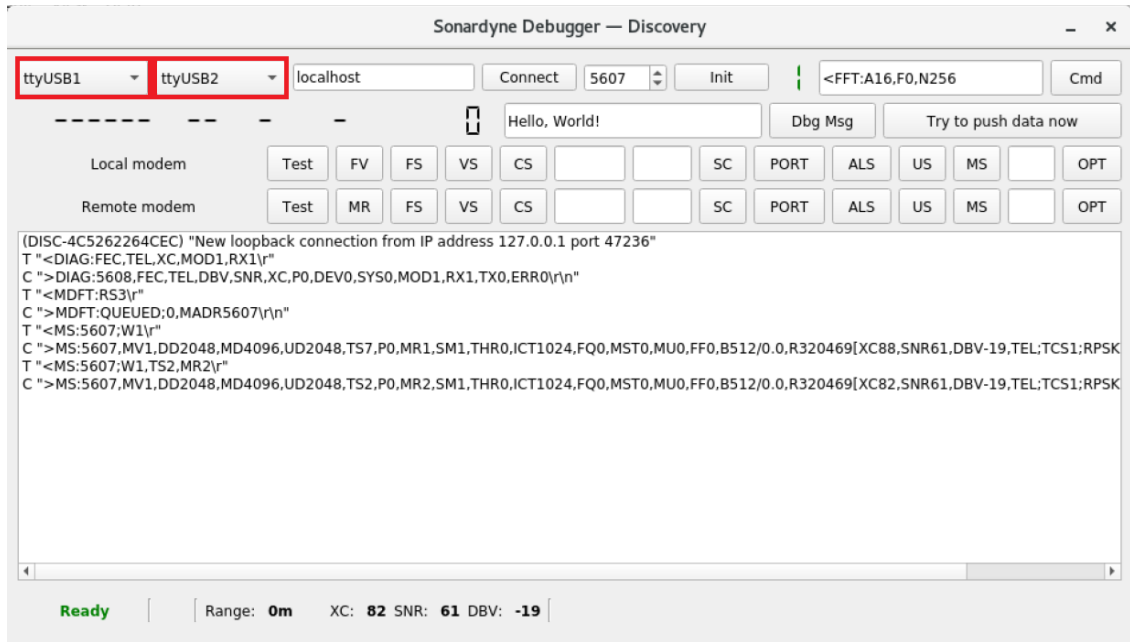 Sonardyne Debugger — Discovery
ttyUSB1 ttyUSB2 localhost Connect 5607 Init <FFT:A16,F0,N256 Cmd
------ -- - - 0 Hello, World! Dbg Msg Try to push data now
Local modem Test FV FS VS CS SC PORT ALS US MS OPT
Remote modem Test MR FS VS CS SC PORT ALS US MS OPT
(DISC-4C5262264CEC) "New loopback connection from IP address 127.0.0.1 port 47236"
T "<DIAG:FEC,TEL,XC,MOD1,RX1\r"
C ">DIAG:5608,FEC,TEL,DBV,SNR,XC,P0,DEV0,SYS0,MOD1,RX1,TX0,ERR0\r\n"
T "<MDFT:RS3\r"
C ">MDFT:QUEUED;0,MADR5607\r\n"
T "<MS:5607;W1\r"
C ">MS:5607,MV1,DD2048,MD4096,UD2048,TS7,P0,MR1,SM1,THR0,ICT1024,FQ0,MST0,MU0,FF0,B512/0.0,R320469[XC88,SNR61,DBV-19,TEL;TCS1;RPSK
T "<MS:5607;W1,TS2,MR2\r"
C ">MS:5607,MV1,DD2048,MD4096,UD2048,TS2,P0,MR2,SM1,THR0,ICT1024,FQ0,MST0,MU0,FF0,B512/0.0,R320469[XC82,SNR61,DBV-19,TEL;TCS1;RPSK
Ready Range: 0m XC: 82 SNR: 61 DBV: -19